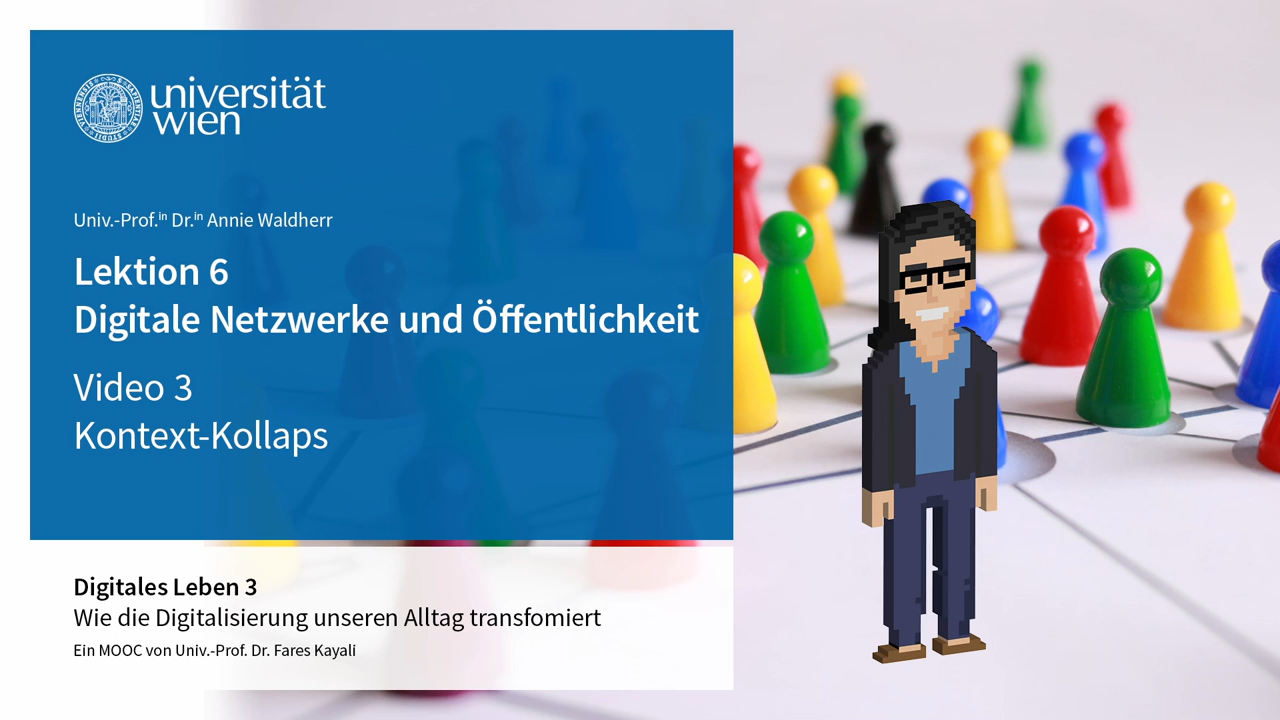 universität
wien
Univ.-Prof.in Dr.in Annie Waldherr
Lektion 6
Digitale Netzwerke und Öffentlichkeit
Video 3
Kontext-Kollaps
Digitales Leben 3
Wie die Digitalisierung unseren Alltag transfomiert
Ein MOOC von Univ.-Prof. Dr. Fares Kayali